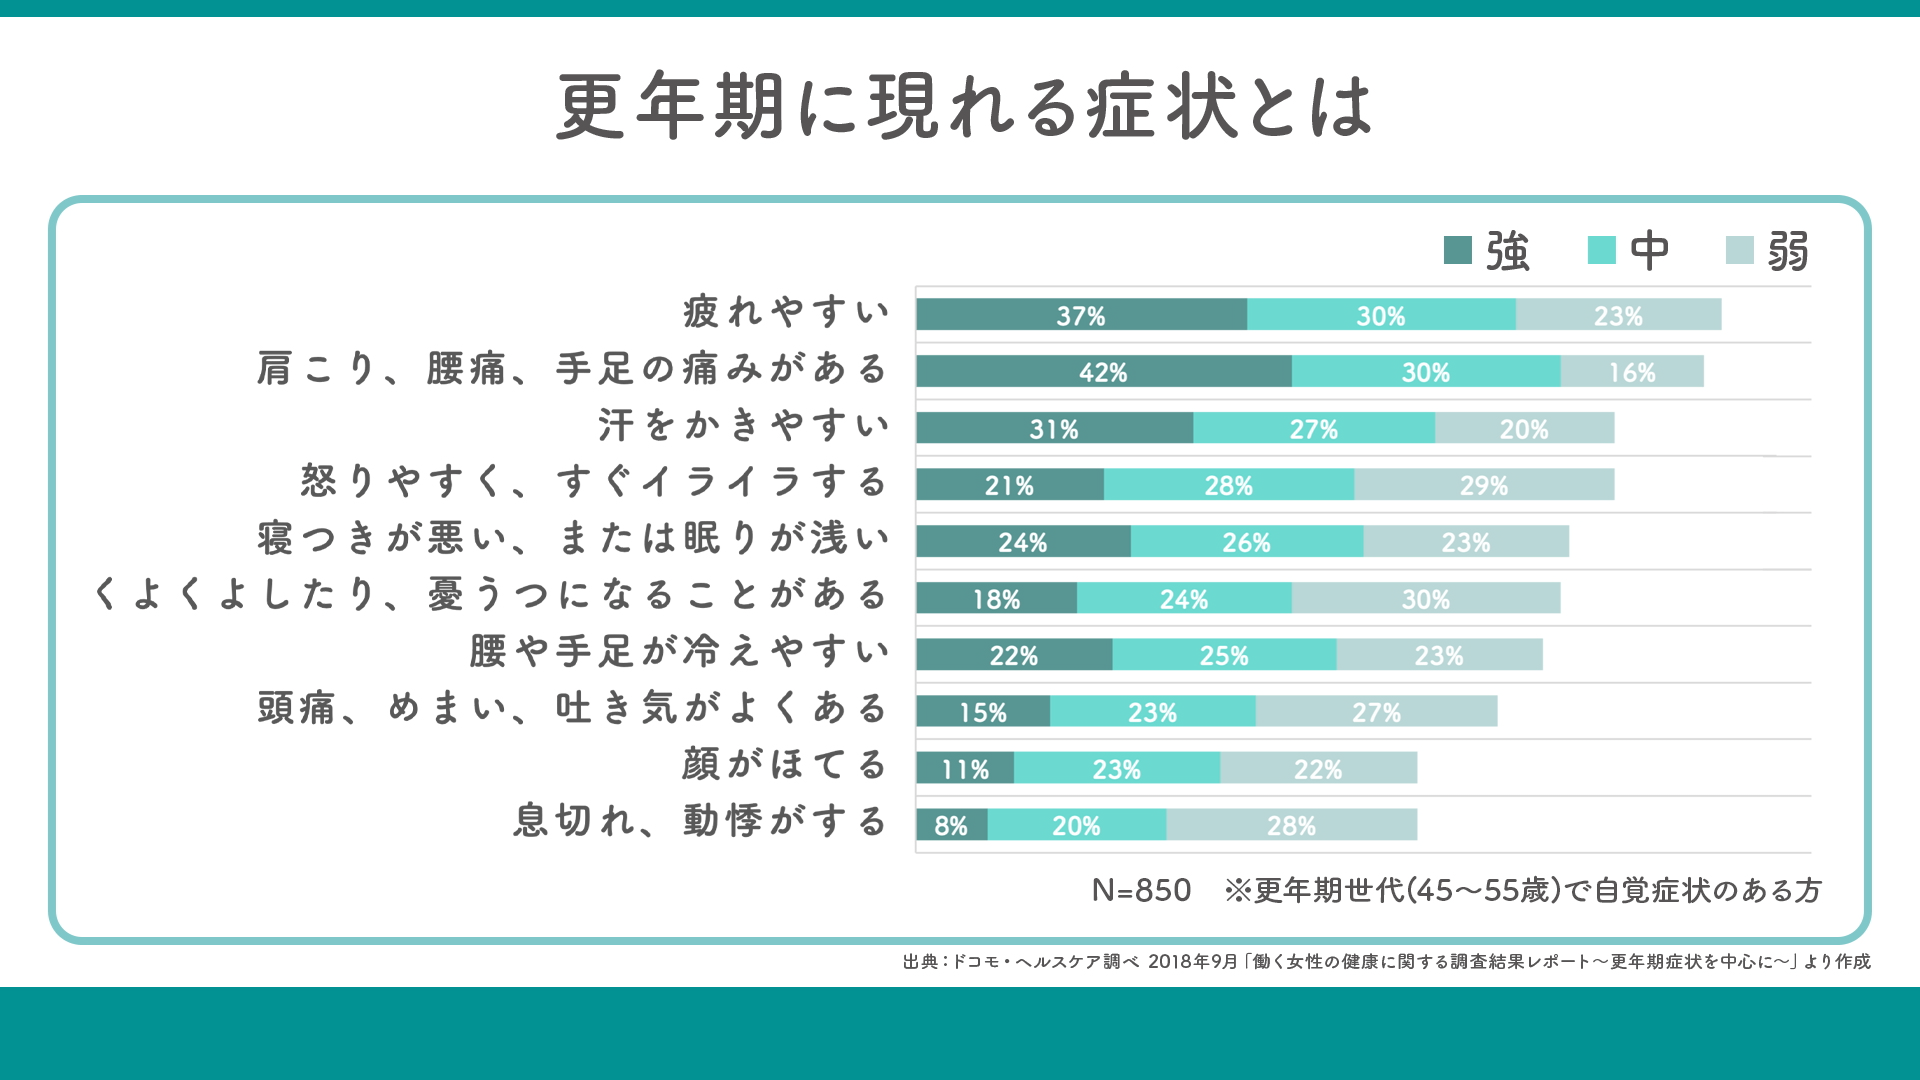 更年期に現れる症状とは
強 中 弱
疲れやすい 37% 30% 23%
肩こり、腰痛、手足の痛みがある 42% 30% 16%
汗をかきやすい 31% 27% 20%
怒りやすく、すぐイライラする 21% 28% 29%
寝つきが悪い、または眠りが浅い 24% 26% 23%
くよくよしたり、憂うつになることがある 18% 24% 30%
腰や手足が冷えやすい 22% 25% 23%
頭痛、めまい、吐き気がよくある 15% 23% 27%
顔がほてる 11% 23% 22%
息切れ、動悸がする 8% 20% 28%
N=850 ※更年期世代(45〜55歳)で自覚症状のある方
出典：ドコモ・ヘルスケア調べ 2018年9月「働く女性の健康に関する調査結果レポート〜更年期症状を中心に〜」より作成